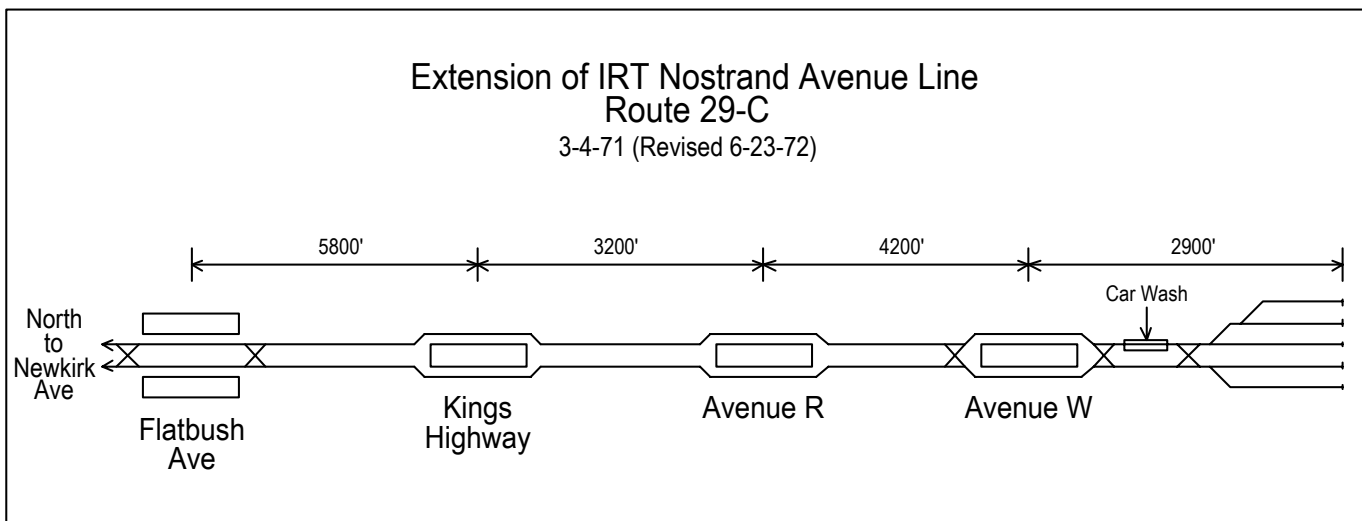 Extension of IRT Nostrand Avenue Line
Route 29-C
3-4-71 (Revised 6-23-72)
5800'
3200'
4200'
2900'
Car Wash
North
to
Newkirk
Ave
Flatbush
Ave
Kings
Highway
Avenue R
Avenue W